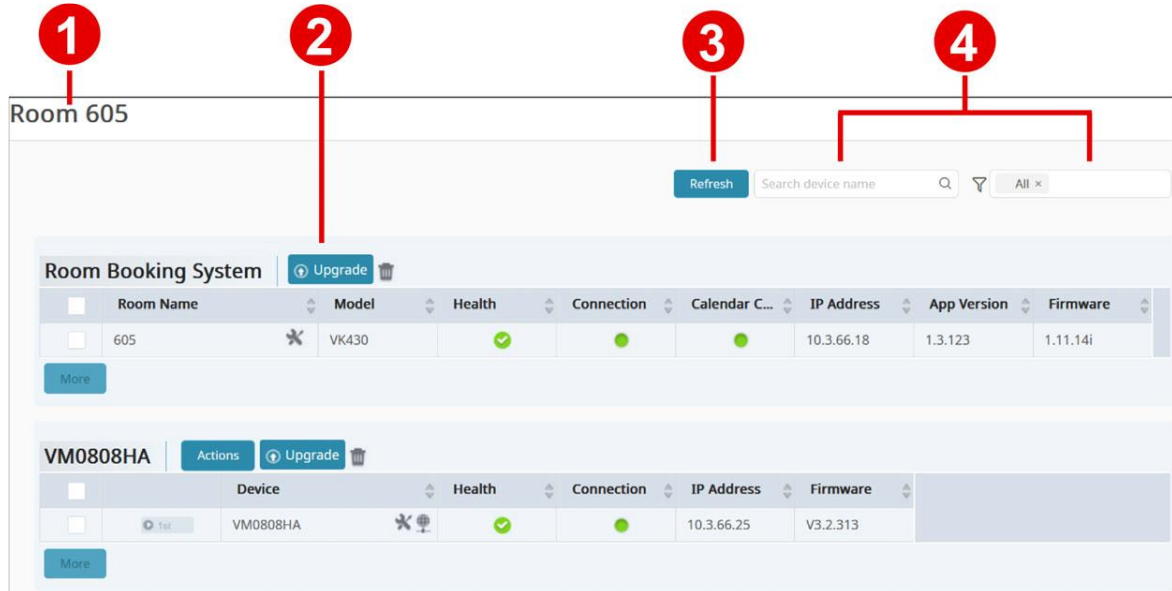 1 2 3 4
Room 605
Refresh Search device name All ×
Room Booking System Upgrade
Room Name Model Health Connection Calendar C... IP Address App Version Firmware
605 VK430 10.3.66.18 1.3.123 1.11.14i
More
VM0808HA Actions Upgrade
Device Health Connection IP Address Firmware
1st VM0808HA 10.3.66.25 V3.2.313
More